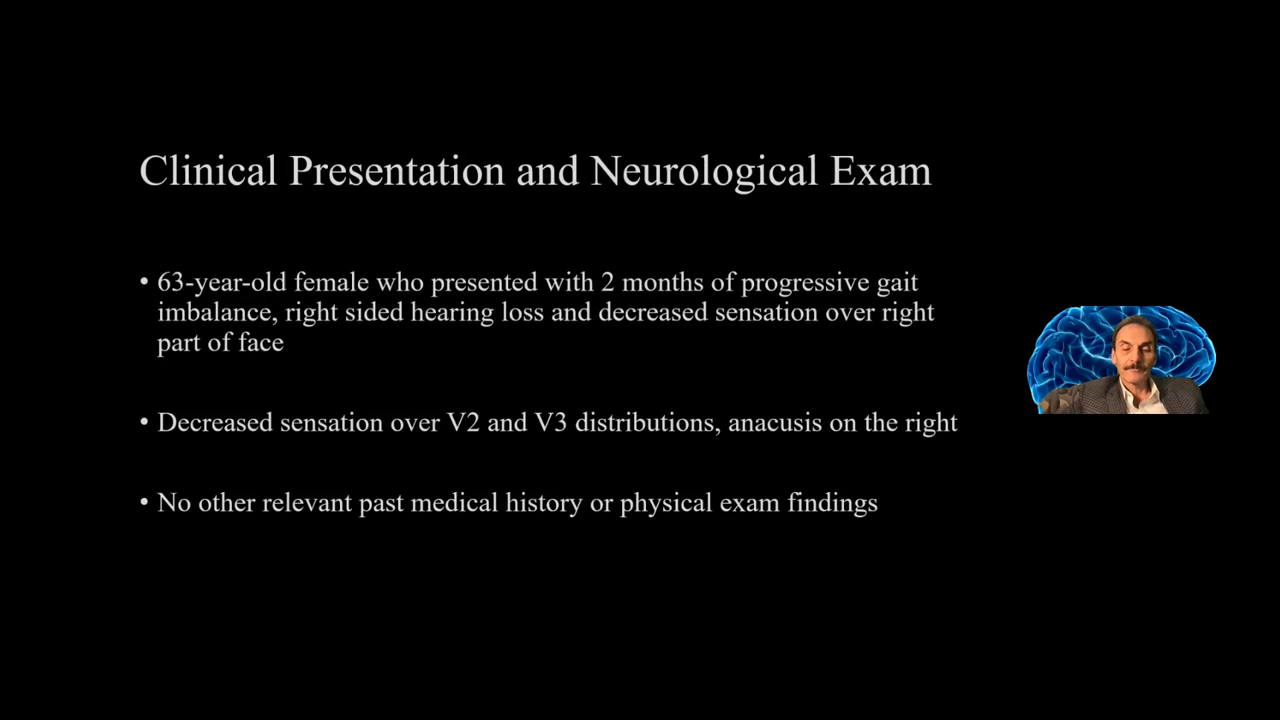 Clinical Presentation and Neurological Exam
• 63-year-old female who presented with 2 months of progressive gait
imbalance, right sided hearing loss and decreased sensation over right
part of face
• Decreased sensation over V2 and V3 distributions, anacusis on the right
• No other relevant past medical history or physical exam findings